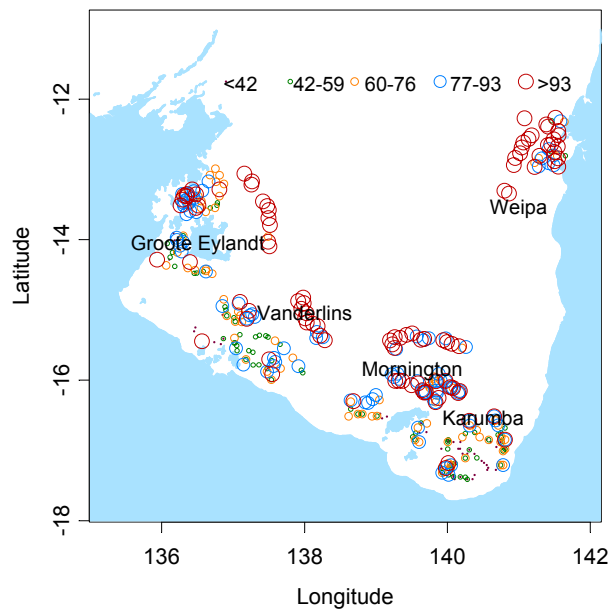 <42 42-59 60-76 77-93 >93
-12
Weipa
-14
Groote Eylandt
Vanderlins
-16
Mornington
Karumba
-18
136 138 140 142
Longitude
Latitude